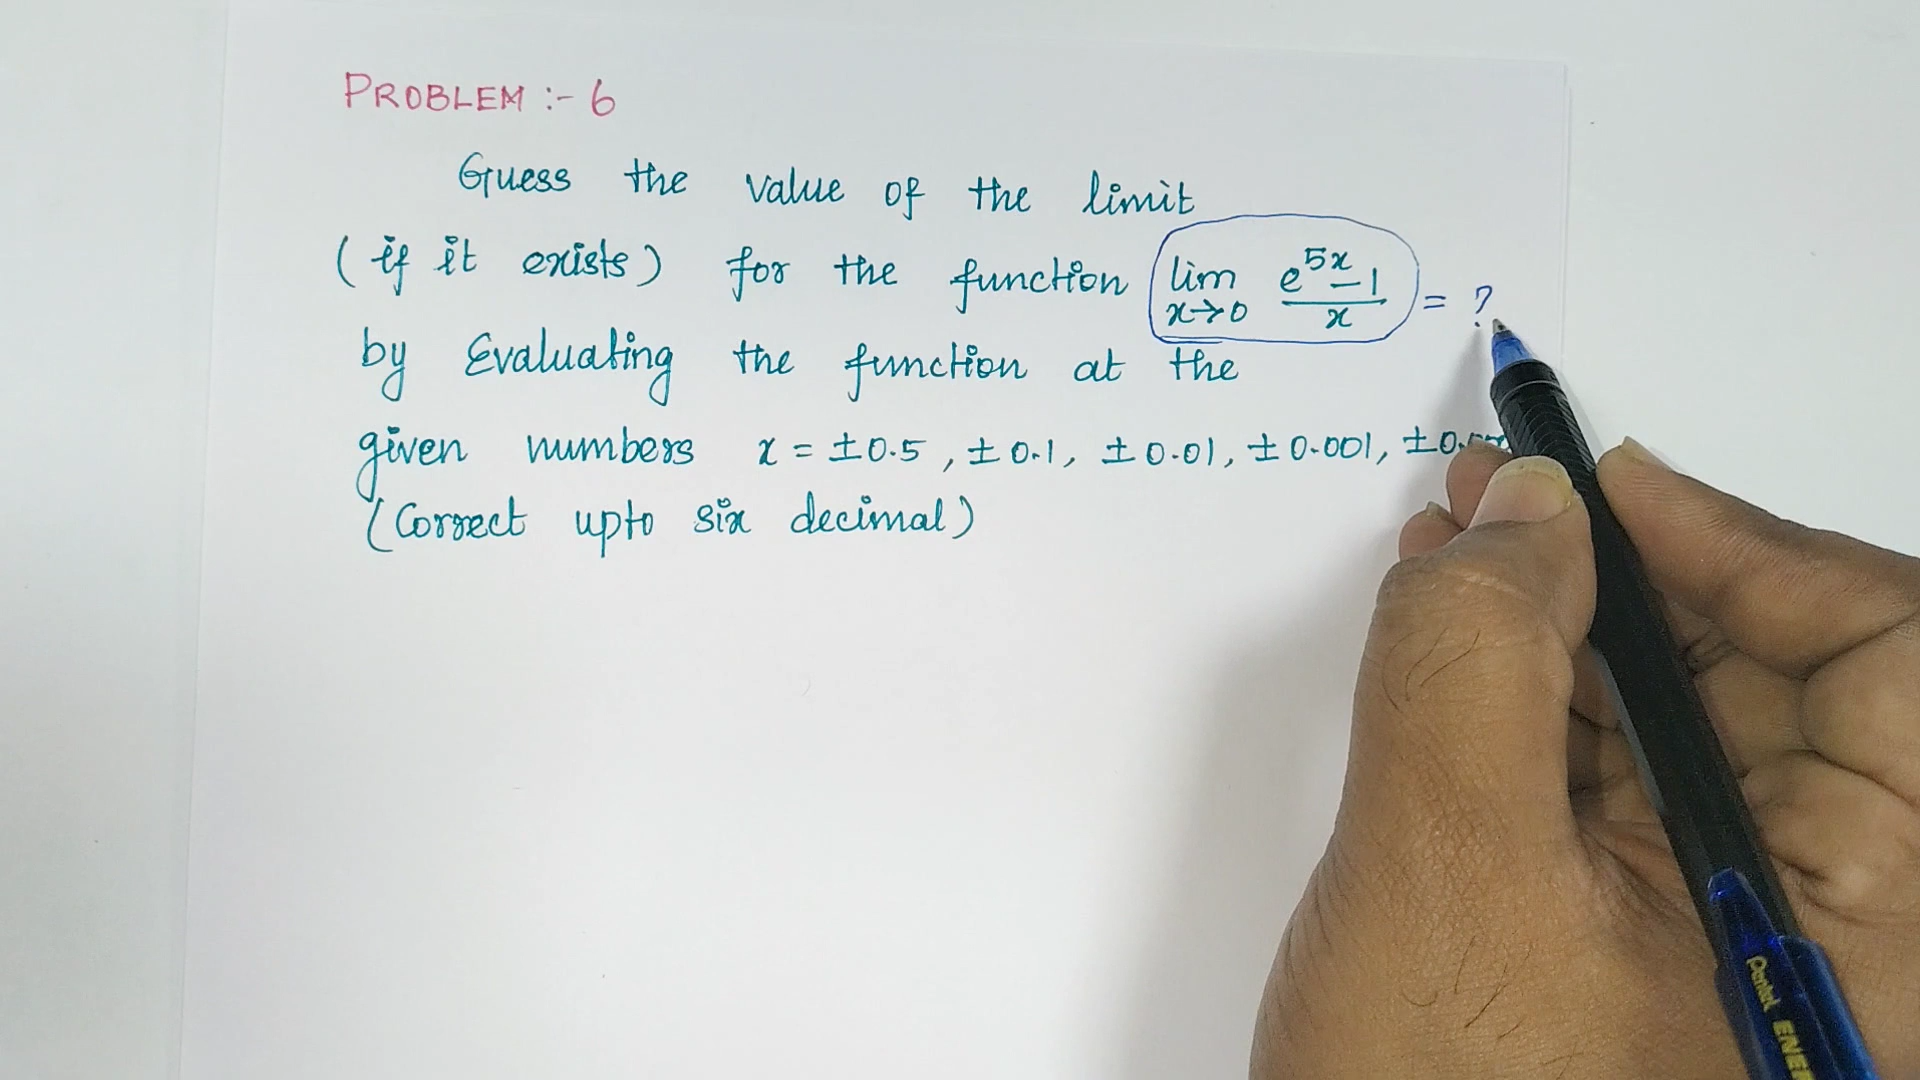 PROBLEM :- 6
Guess the value of the limit
(if it exists) for the function lim x→0 e^5x-1/x = ?
by Evaluating the function at the
given numbers x = ±0.5, ±0.1, ±0.01, ±0.001,
(Correct upto six decimal)
Pentel ENER